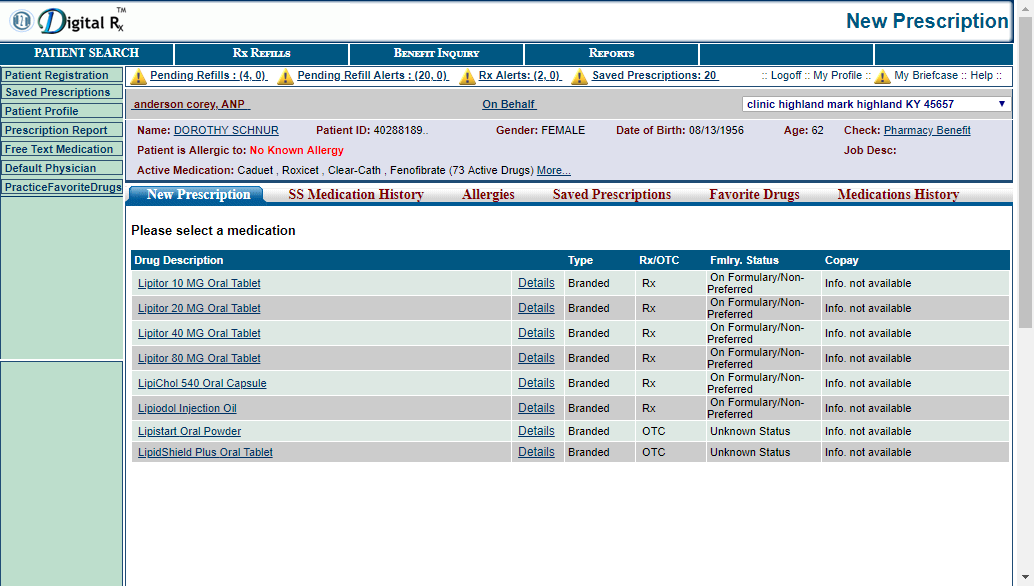 Digital Rx TM
New Prescription
PATIENT SEARCH Rx REFILLS BENEFIT INQUIRY REPORTS
Patient Registration
Saved Prescriptions
Patient Profile
Prescription Report
Free Text Medication
Default Physician
PracticeFavoriteDrugs
Pending Refills : (4, 0) Pending Refill Alerts : (20, 0) Rx Alerts: (2, 0) Saved Prescriptions: 20 :: Logoff :: My Profile :: My Briefcase :: Help ::
anderson corey, ANP On Behalf clinic highland mark highland KY 45657
Name: DOROTHY SCHNUR Patient ID: 40288189.. Gender: FEMALE Date of Birth: 08/13/1956 Age: 62 Check: Pharmacy Benefit
Patient is Allergic to: No Known Allergy Job Desc:
Active Medication: Caduet , Roxicet , Clear-Cath , Fenofibrate (73 Active Drugs) More...
New Prescription SS Medication History Allergies Saved Prescriptions Favorite Drugs Medications History
Please select a medication
Drug Description Type Rx/OTC Fmlry. Status Copay
Lipitor 10 MG Oral Tablet Details Branded Rx On Formulary/Non-Preferred Info. not available
Lipitor 20 MG Oral Tablet Details Branded Rx On Formulary/Non-Preferred Info. not available
Lipitor 40 MG Oral Tablet Details Branded Rx On Formulary/Non-Preferred Info. not available
Lipitor 80 MG Oral Tablet Details Branded Rx On Formulary/Non-Preferred Info. not available
LipiChol 540 Oral Capsule Details Branded Rx On Formulary/Non-Preferred Info. not available
Lipiodol Injection Oil Details Branded Rx On Formulary/Non-Preferred Info. not available
Lipistart Oral Powder Details Branded OTC Unknown Status Info. not available
LipidShield Plus Oral Tablet Details Branded OTC Unknown Status Info. not available